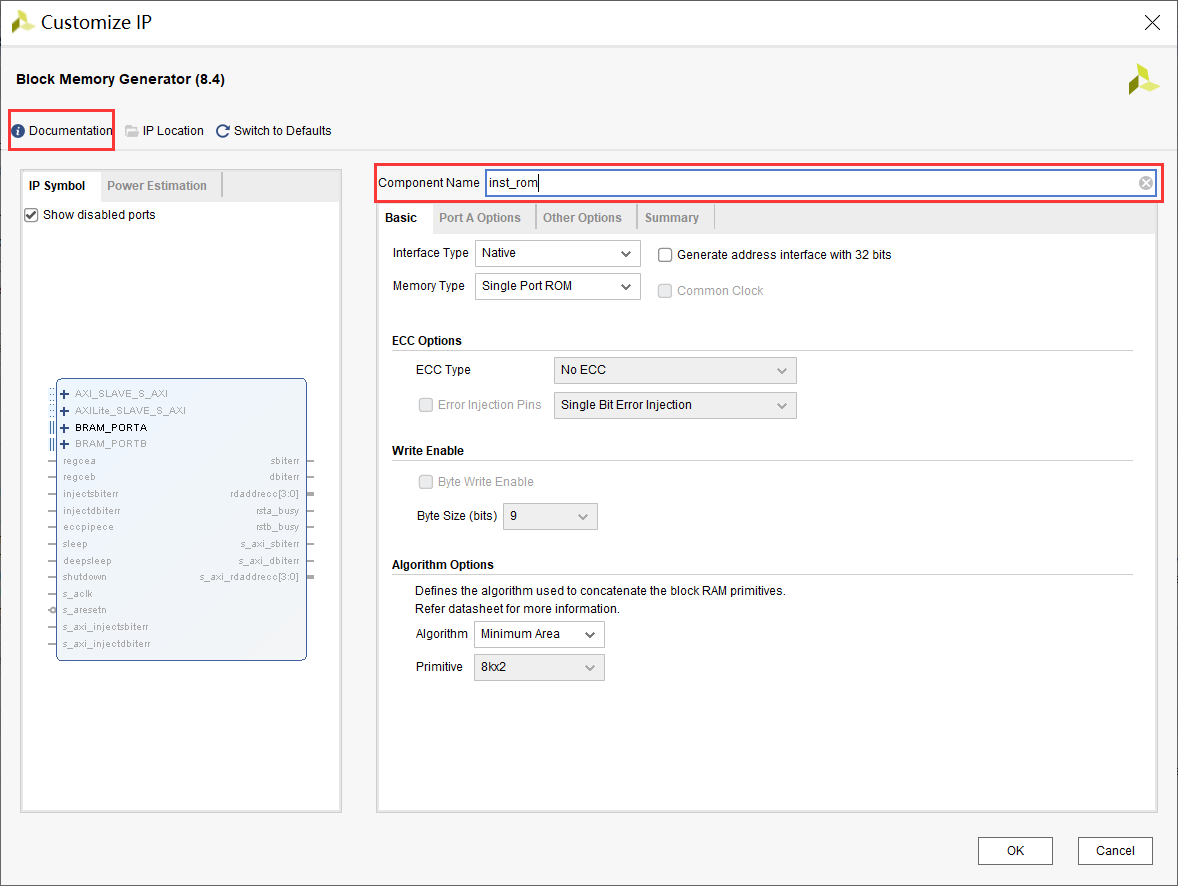 Customize IP
Block Memory Generator (8.4)
Documentation IP Location Switch to Defaults
IP Symbol Power Estimation
Show disabled ports
AXI_SLAVE_S_AXI
AXILite_SLAVE_S_AXI
BRAM_PORTA
BRAM_PORTB
regcea sbiterr
regceb dbiterr
injectsbiterr rdaddrecc[3:0]
injectdbiterr rsta_busy
eccpipece rstb_busy
sleep s_axi_sbiterr
deepsleep s_axi_dbiterr
shutdown s_axi_rdaddrecc[3:0]
s_aclk
s_aresetn
s_axi_injectsbiterr
s_axi_injectdbiterr
Component Name inst_rom
Basic Port A Options Other Options Summary
Interface Type Native Generate address interface with 32 bits
Memory Type Single Port ROM Common Clock
ECC Options
ECC Type No ECC
Error Injection Pins Single Bit Error Injection
Write Enable
Byte Write Enable
Byte Size (bits) 9
Algorithm Options
Defines the algorithm used to concatenate the block RAM primitives.
Refer datasheet for more information.
Algorithm Minimum Area
Primitive 8kx2
OK Cancel